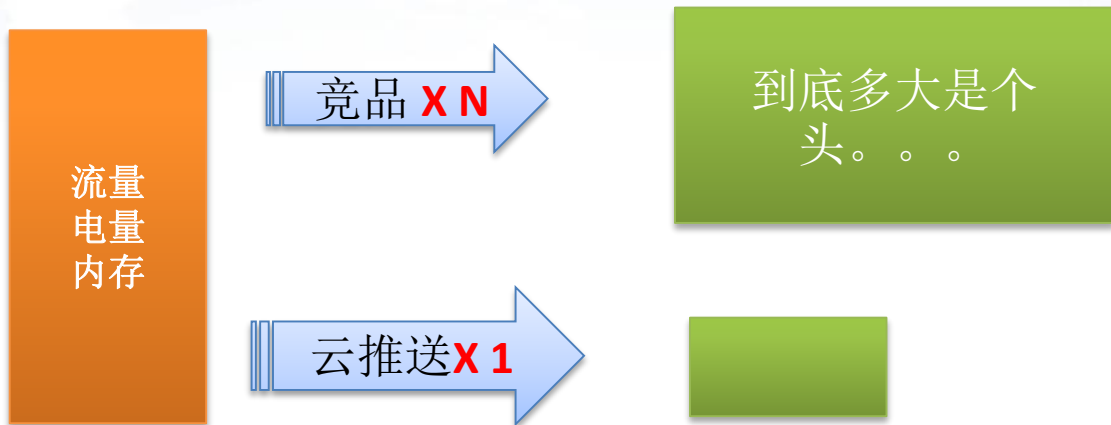 流量
电量
内存
竞品 X N
到底多大是个
头。。。
云推送X 1